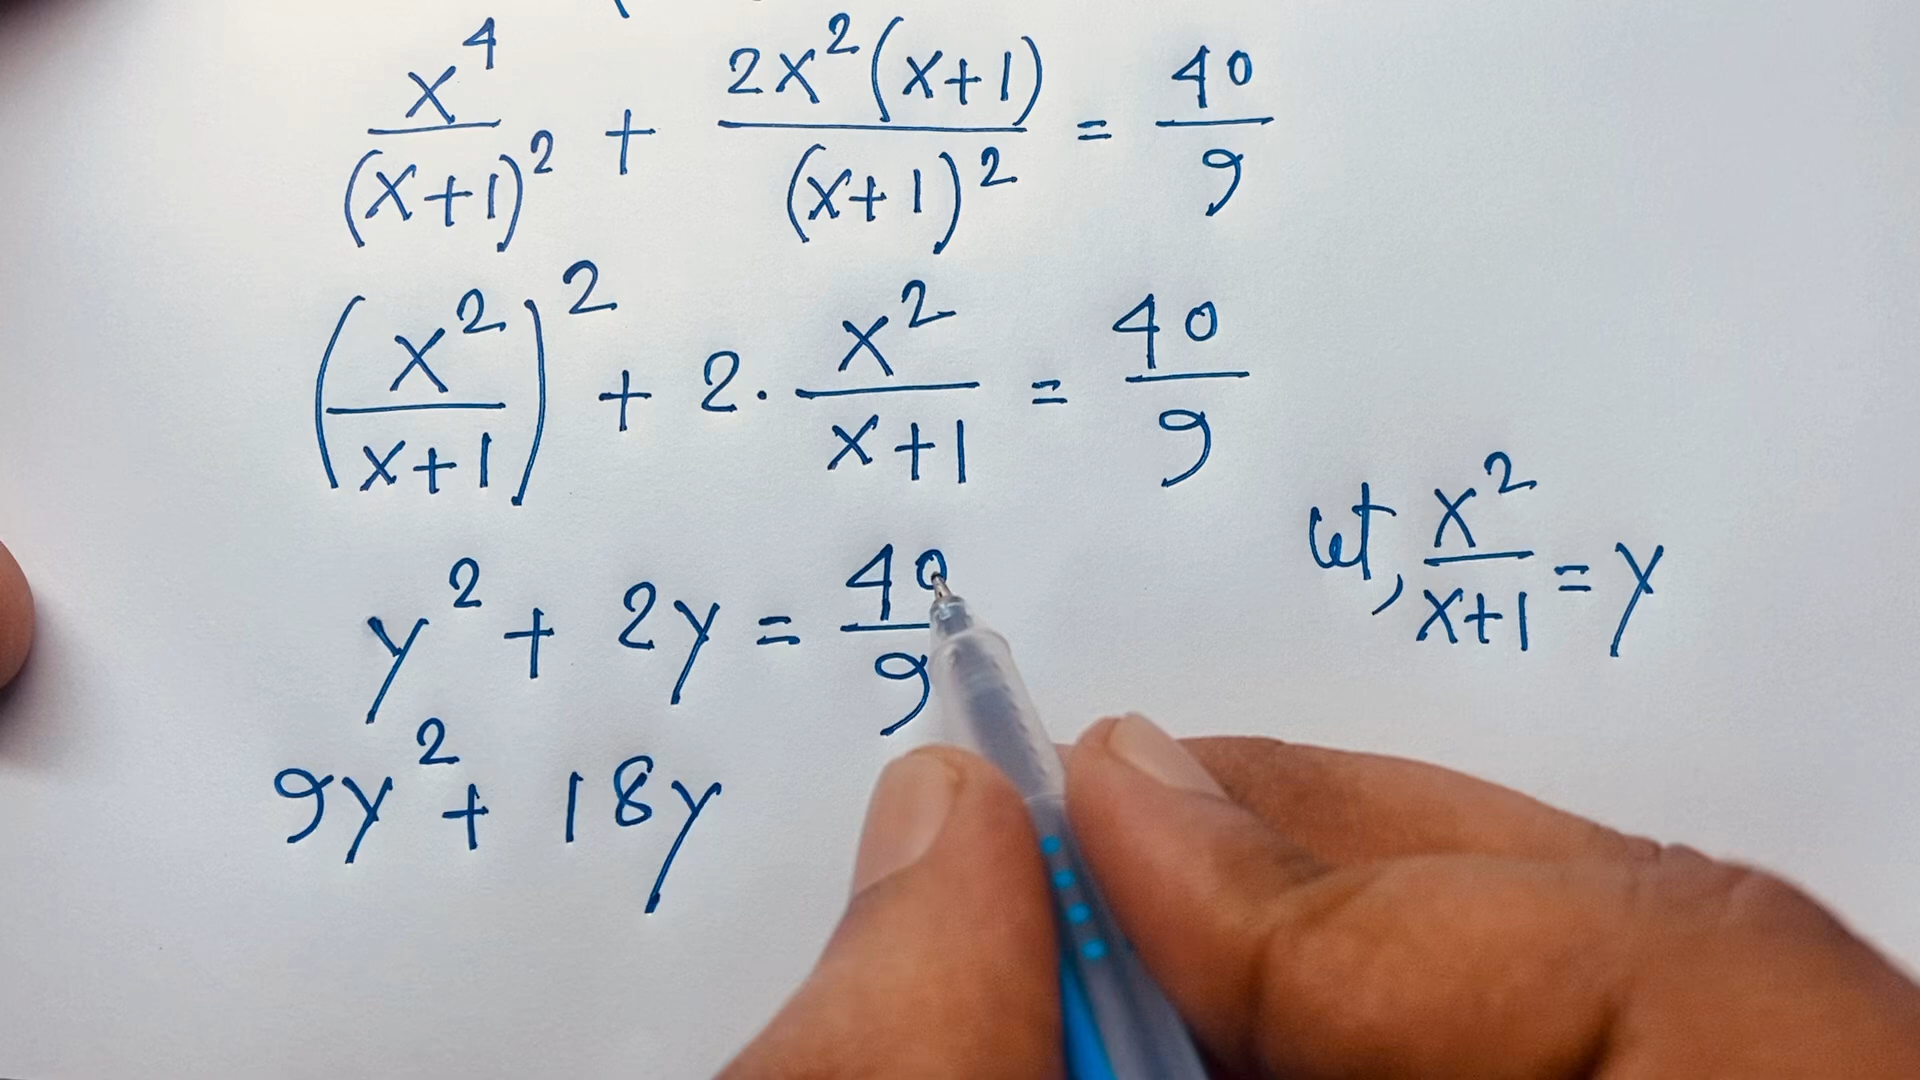 x⁴/(x+1)² + 2x²(x+1)/(x+1)² = 40/9
(x²/x+1)² + 2·x²/x+1 = 40/9
let, x²/x+1 = y
y² + 2y = 40/9
9y² + 18y